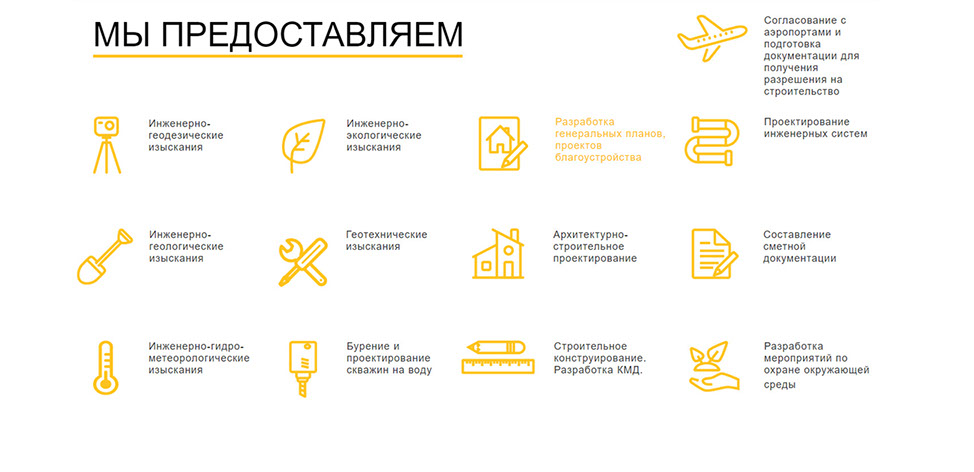 МЫ ПРЕДОСТАВЛЯЕМ
Согласование с
аэропортами и
подготовка
документации для
получения
разрешения на
строительство
Инженерно-
геодезические
изыскания
Инженерно-
экологические
изыскания
Разработка
генеральных планов,
проектов
благоустройства
Проектирование
инженерных систем
Инженерно-
геологические
изыскания
Геотехнические
изыскания
Архитектурно-
строительное
проектирование
Составление
сметной
документации
Инженерно-гидро-
метеорологические
изыскания
Бурение и
проектирование
скважин на воду
Строительное
конструирование.
Разработка КМД.
Разработка
мероприятий по
охране окружающей
среды